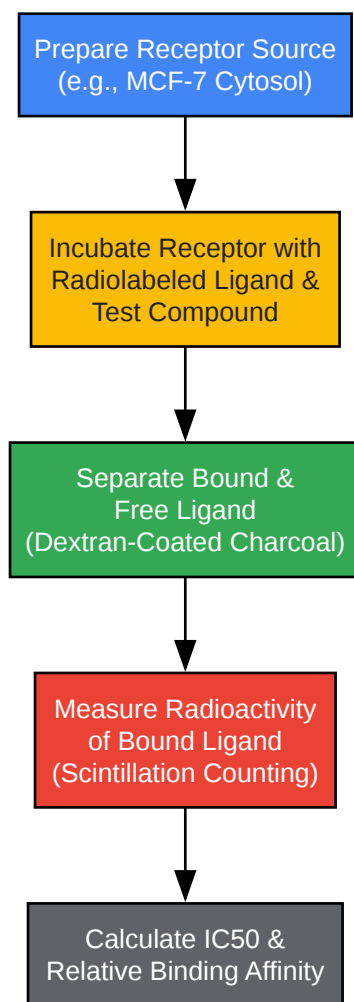 Prepare Receptor Source
(e.g., MCF-7 Cytosol)
Incubate Receptor with
Radiolabeled Ligand &
Test Compound
Separate Bound &
Free Ligand
(Dextran-Coated Charcoal)
Measure Radioactivity
of Bound Ligand
(Scintillation Counting)
Calculate IC50 &
Relative Binding Affinity